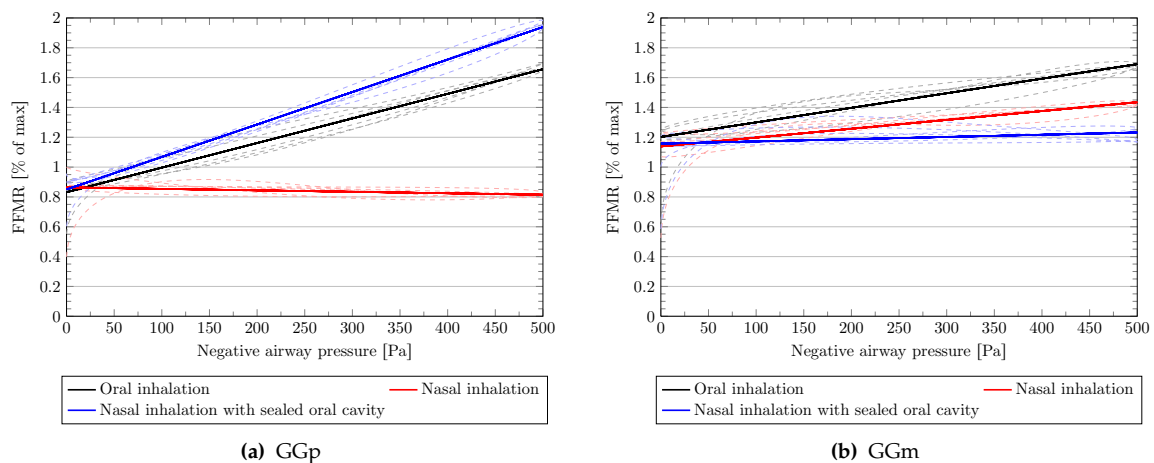 2
1.8
1.6
1.4
1.2
1
0.8
0.6
0.4
0.2
0
FFMR [% of max]
0 50 100 150 200 250 300 350 400 450 500
Negative airway pressure [Pa]
Oral inhalation Nasal inhalation
Nasal inhalation with sealed oral cavity
(a) GGp
2
1.8
1.6
1.4
1.2
1
0.8
0.6
0.4
0.2
0
FFMR [% of max]
0 50 100 150 200 250 300 350 400 450 500
Negative airway pressure [Pa]
Oral inhalation Nasal inhalation
Nasal inhalation with sealed oral cavity
(b) GGm